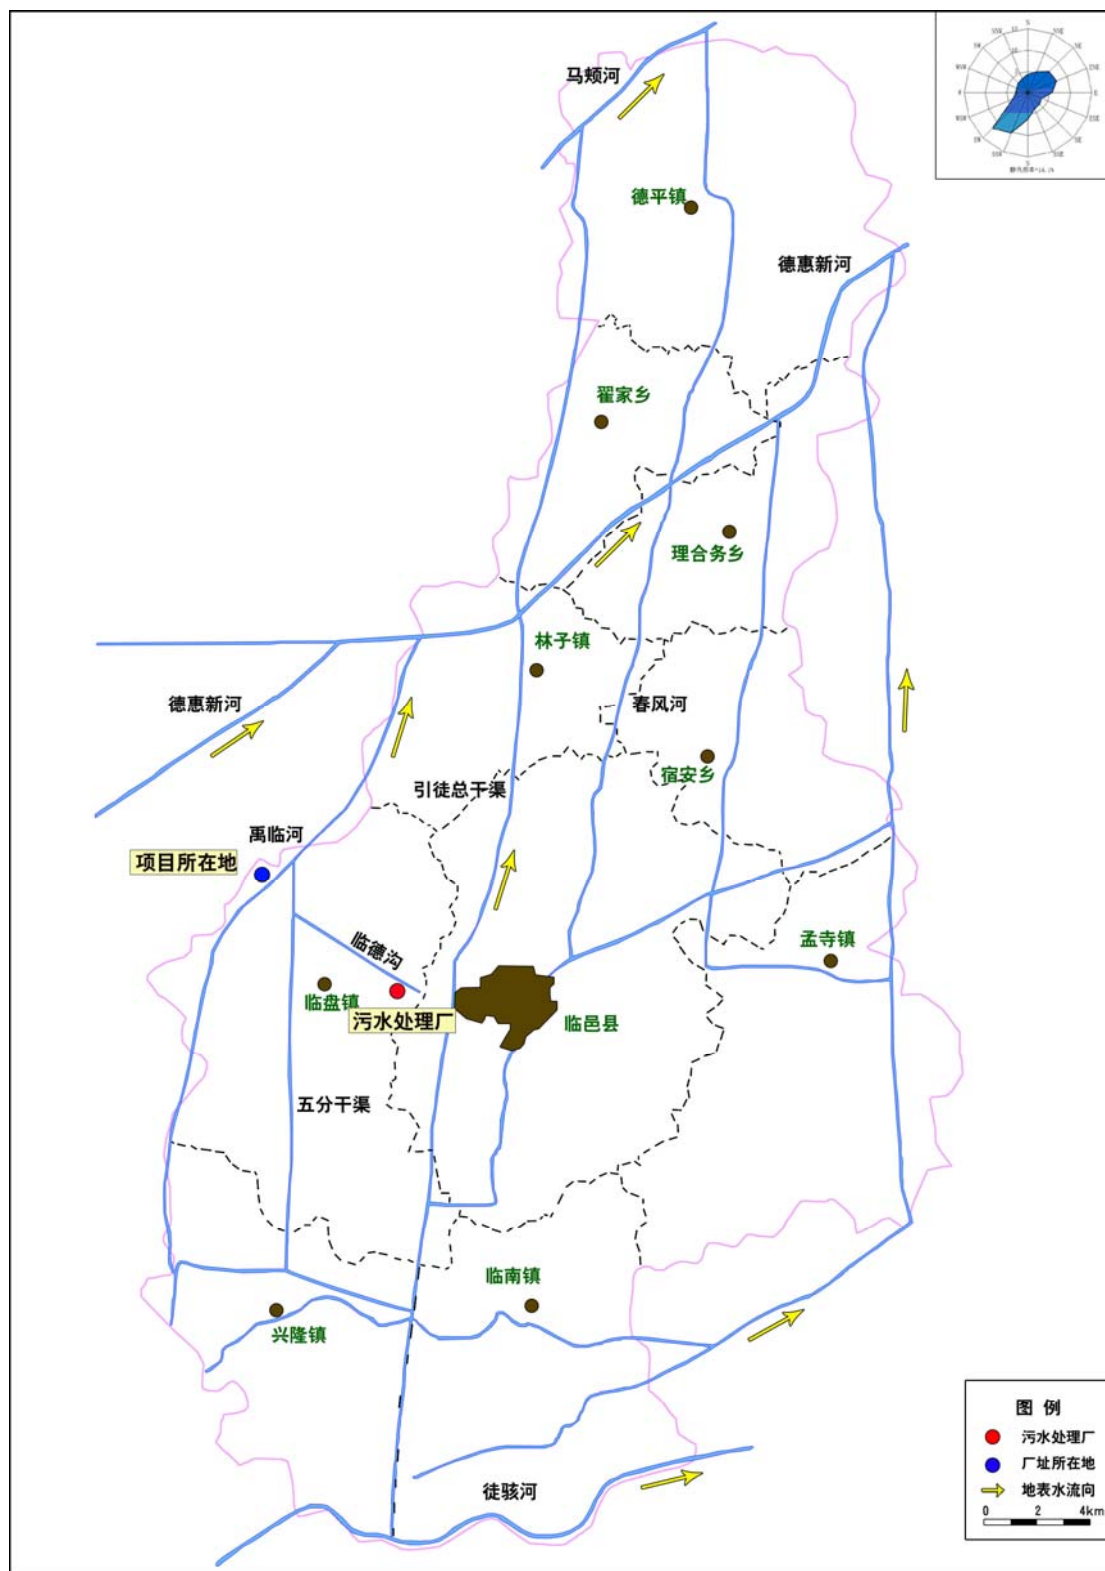 马颊河
德平镇
德惠新河
翟家乡
理合务乡
林子镇
春风河
德惠新河
宿安乡
引徒总干渠
禹临河
项目所在地
孟寺镇
临德沟
临盘镇
污水处理厂
临邑县
五分干渠
临南镇
兴隆镇
徒骇河
图 例
污水处理厂
厂址所在地
地表水流向
0 2 4km